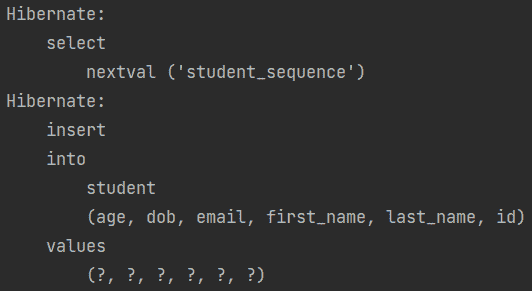 Hibernate:
    select
        nextval ('student_sequence')
Hibernate:
    insert
    into
        student
        (age, dob, email, first_name, last_name, id)
    values
        (?, ?, ?, ?, ?, ?)